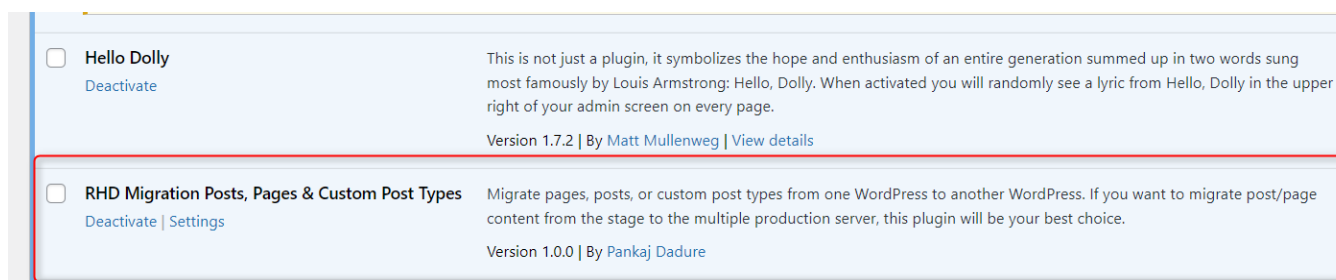 Hello Dolly
Deactivate
This is not just a plugin, it symbolizes the hope and enthusiasm of an entire generation summed up in two words sung
most famously by Louis Armstrong: Hello, Dolly. When activated you will randomly see a lyric from Hello, Dolly in the upper
right of your admin screen on every page.
Version 1.7.2 | By Matt Mullenweg | View details
RHD Migration Posts, Pages & Custom Post Types
Deactivate | Settings
Migrate pages, posts, or custom post types from one WordPress to another WordPress. If you want to migrate post/page
content from the stage to the multiple production server, this plugin will be your best choice.
Version 1.0.0 | By Pankaj Dadure